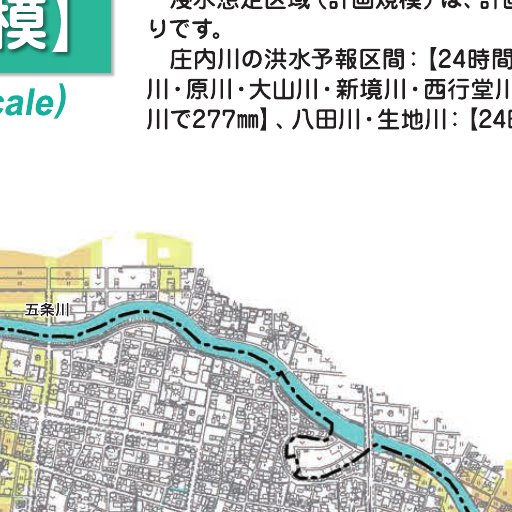 模】
cale)
浸水想定区域（計画規模）は、計画
りです。
庄内川の洪水予報区間：【24時間
川・原川・大山川・新境川・西行堂川
川で277㎜】、八田川・生地川：【24時
五条川